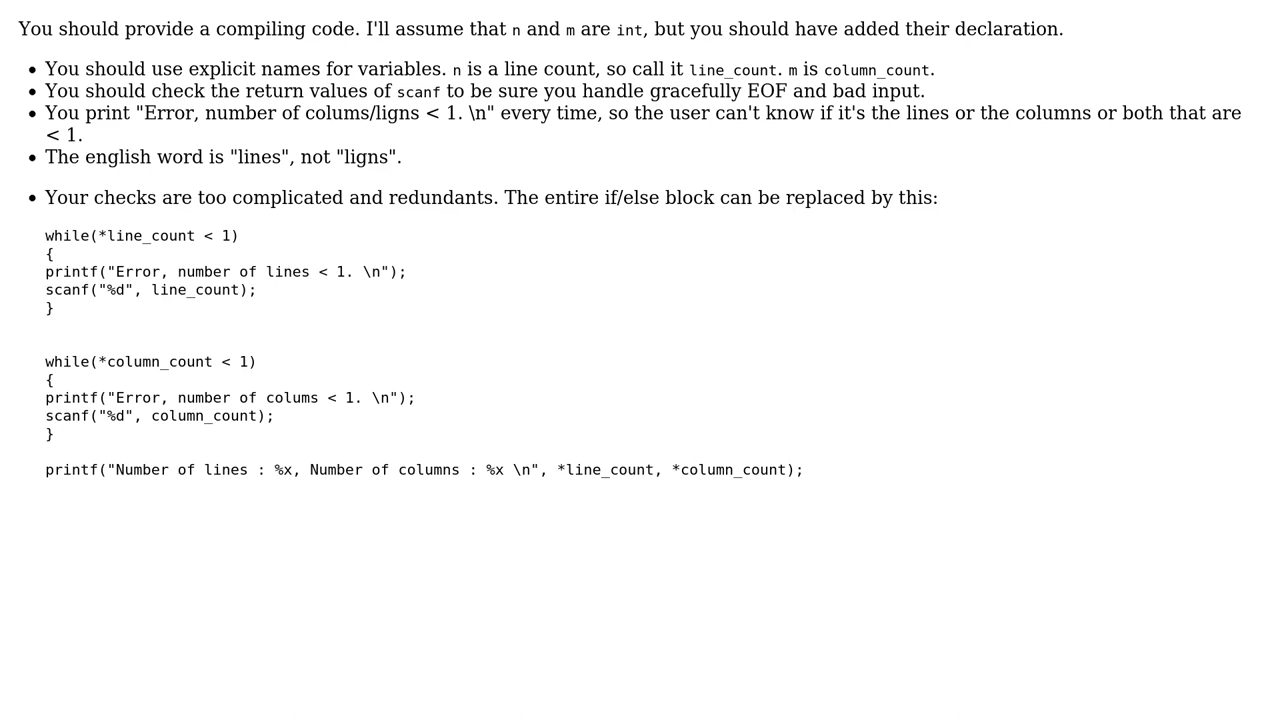 You should provide a compiling code. I'll assume that n and m are int, but you should have added their declaration.
• You should use explicit names for variables. n is a line count, so call it line_count. m is column_count.
• You should check the return values of scanf to be sure you handle gracefully EOF and bad input.
• You print "Error, number of colums/ligns < 1. \n" every time, so the user can't know if it's the lines or the columns or both that are
< 1.
• The english word is "lines", not "ligns".
• Your checks are too complicated and redundants. The entire if/else block can be replaced by this:
while(*line_count < 1)
{
printf("Error, number of lines < 1. \n");
scanf("%d", line_count);
}
while(*column_count < 1)
{
printf("Error, number of colums < 1. \n");
scanf("%d", column_count);
}
printf("Number of lines : %x, Number of columns : %x \n", *line_count, *column_count);